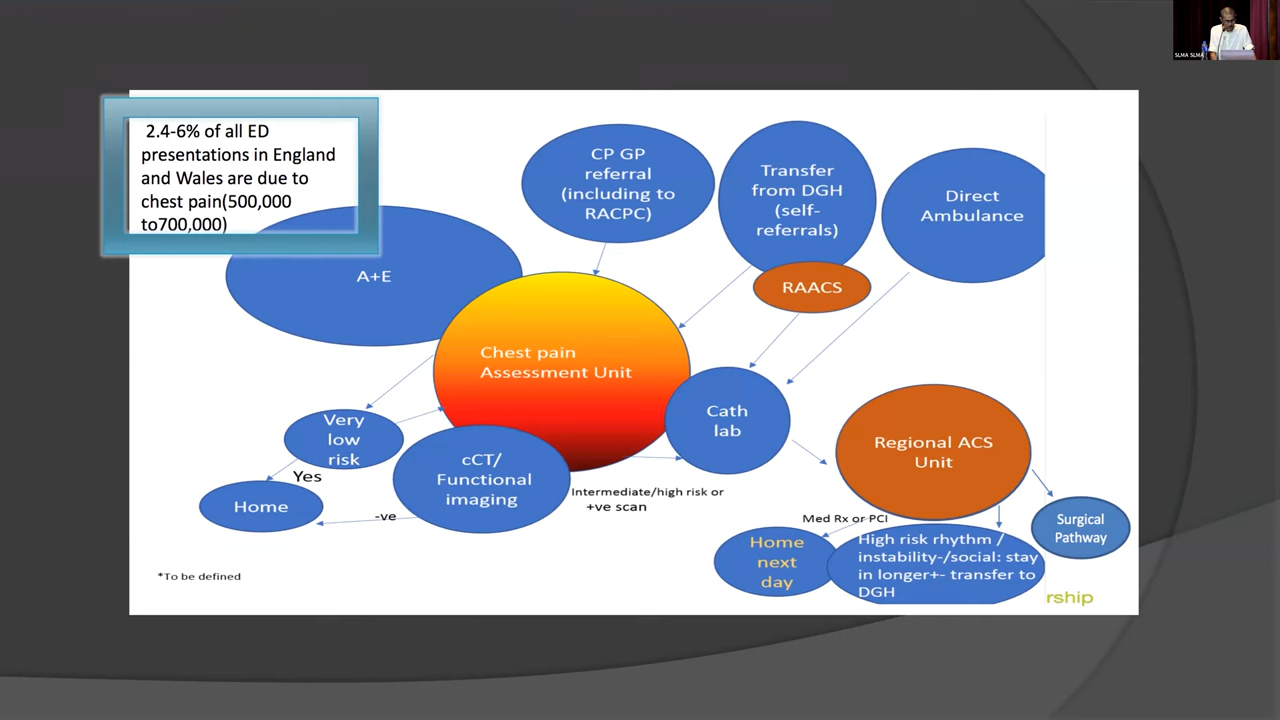 SLMA SLMA
2.4-6% of all ED
presentations in England
and Wales are due to
chest pain(500,000
to700,000)
CP GP
referral
(including to
RACPC)
Transfer
from DGH
(self-
referrals)
Direct
Ambulance
A+E
RAACS
Chest pain
Assessment Unit
Cath
lab
Very
low
risk
Regional ACS
Unit
cCT/
Functional
imaging
Yes
Home
-ve
Intermediate/high risk or
+ve scan
Med Rx or PCI
Surgical
Pathway
Home
next
day
High risk rhythm /
instability-/social: stay
in longer+- transfer to
DGH
*To be defined
rship